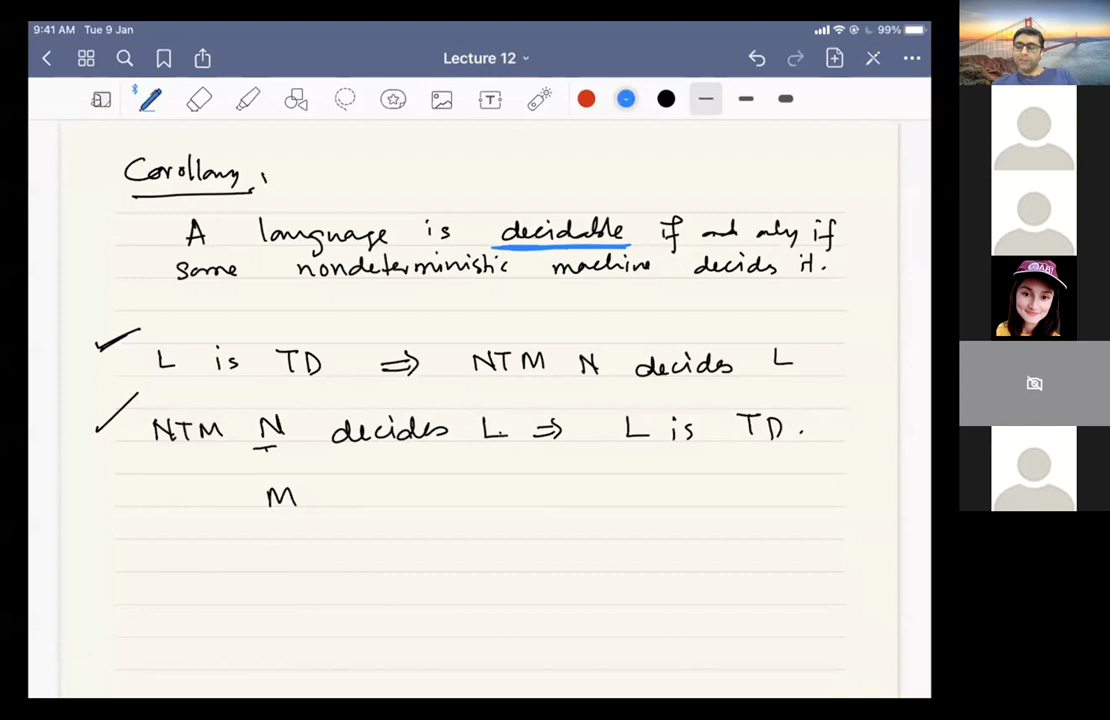 9:41 AM Tue 9 Jan
99%
Lecture 12
Corollary,
A language is decidable if and only if
some nondeterministic machine decides it.
L is TD ⇒ NTM N decides L
NTM N decides L ⇒ L is TD.
M